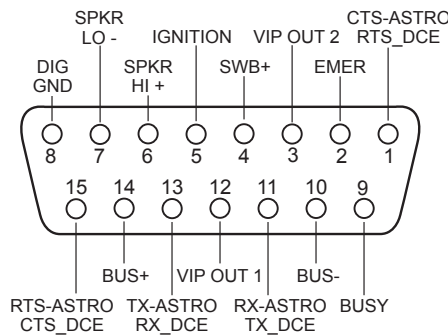 SPKR
LO -
IGNITION
VIP OUT 2
CTS-ASTRO
RTS_DCE
DIG
GND
SPKR
HI +
SWB+
EMER
8 7 6 5 4 3 2 1
15 14 13 12 11 10 9
BUS+
VIP OUT 1
BUS-
RTS-ASTRO
CTS_DCE
TX-ASTRO
RX_DCE
RX-ASTRO
TX_DCE
BUSY